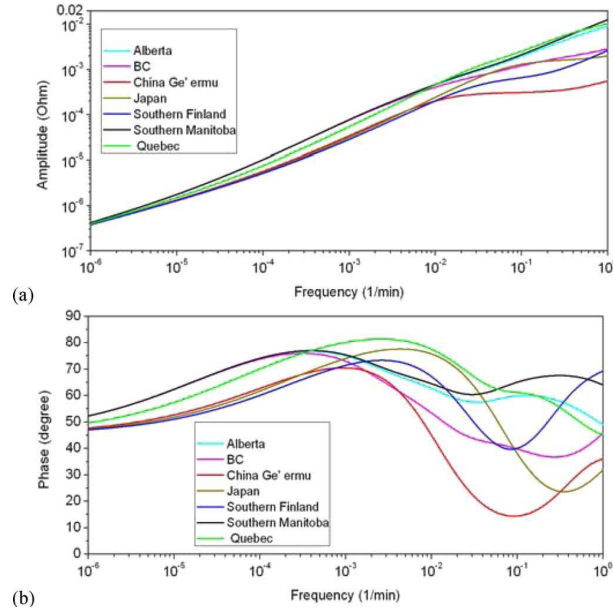 0.02
10⁻²
10⁻³
10⁻⁴
10⁻⁵
10⁻⁶
10⁻⁷
Amplitude (Ohm)
Alberta
BC
China Ge' ermu
Japan
Southern Finland
Southern Manitoba
Quebec
10⁻⁶ 10⁻⁵ 10⁻⁴ 10⁻³ 10⁻² 10⁻¹ 10⁰
Frequency (1/min)
(a)
90
80
70
60
50
40
30
20
10
0
Phase (degree)
Alberta
BC
China Ge' ermu
Japan
Southern Finland
Southern Manitoba
Quebec
10⁻⁶ 10⁻⁵ 10⁻⁴ 10⁻³ 10⁻² 10⁻¹ 10⁰
Frequency (1/min)
(b)